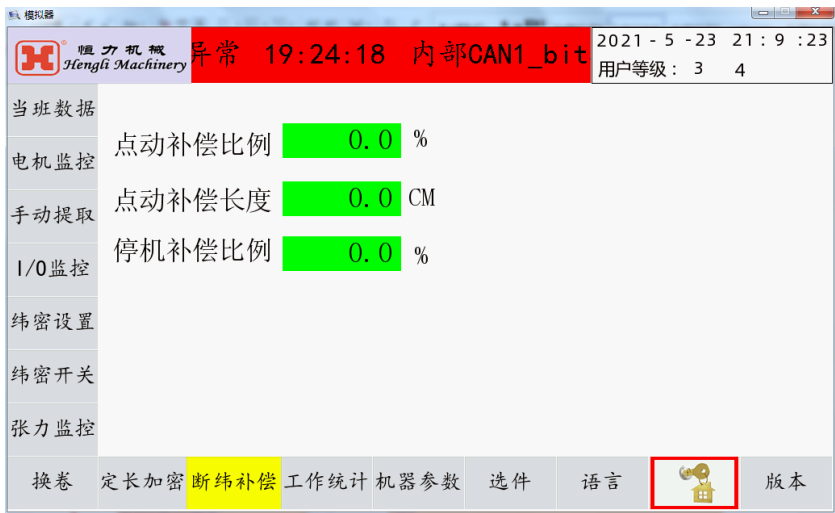 模拟器
恒力机械
Hengli Machinery
异常 19:24:18 内部CAN1_bit
2021-5-23 21:9:23
用户等级: 3 4
当班数据
电机监控
手动提取
I/O监控
纬密设置
纬密开关
张力监控
点动补偿比例 0.0 %
点动补偿长度 0.0 CM
停机补偿比例 0.0 %
换卷 定长加密 断纬补偿 工作统计 机器参数 选件 语言 版本